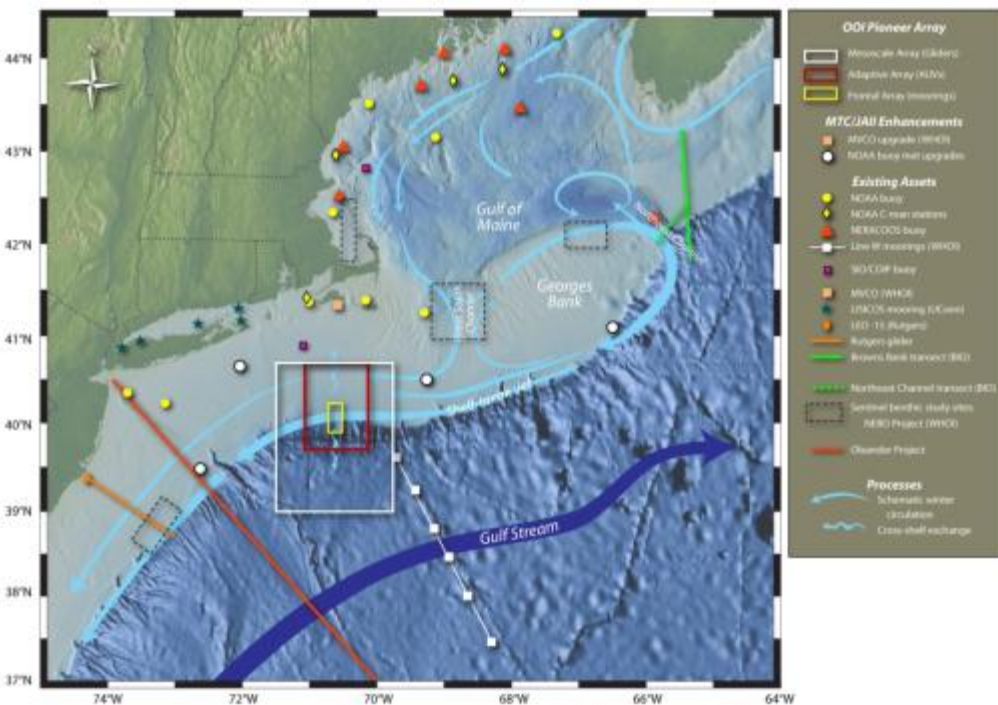 44°N
43°N
42°N
41°N
40°N
39°N
38°N
37°N
74°W
72°W
70°W
68°W
66°W
64°W
Gulf of
Maine
Georges
Bank
Shelf-break jet
Gulf Stream
OOI Pioneer Array
Mesoscale Array (Gliders)
Adaptive Array (AUVs)
Frontal Array (moorings)
MTC/JAII Enhancements
MVCO upgrade (WHOI)
NOAA buoy met upgrades
Existing Assets
NOAA buoy
NOAA C-man stations
NERACOOS buoy
Line W moorings (WHOI)
SIO/CDIP buoy
MVCO (WHOI)
LISICOS mooring (UConn)
LEO-15 (Rutgers)
Rutgers glider
Browns Bank transect (BIO)
Northeast Channel transect (BIO)
Sentinel benthic study sites
NERO Project (WHOI)
Oleander Project
Processes
Schematic winter
circulation
Cross-shelf exchange